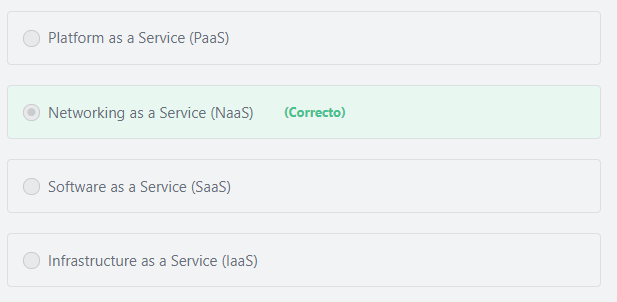 Platform as a Service (PaaS)
Networking as a Service (NaaS) (Correcto)
Software as a Service (SaaS)
Infrastructure as a Service (IaaS)